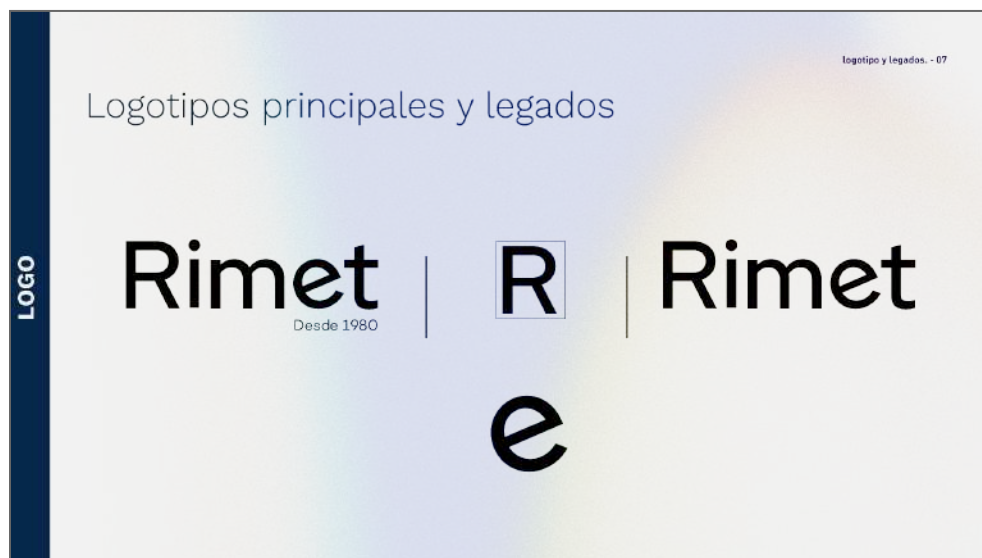 logotipo y legados. - 07
Logotipos principales y legados
LOGO
Rimet
Desde 1980
R
Rimet
e